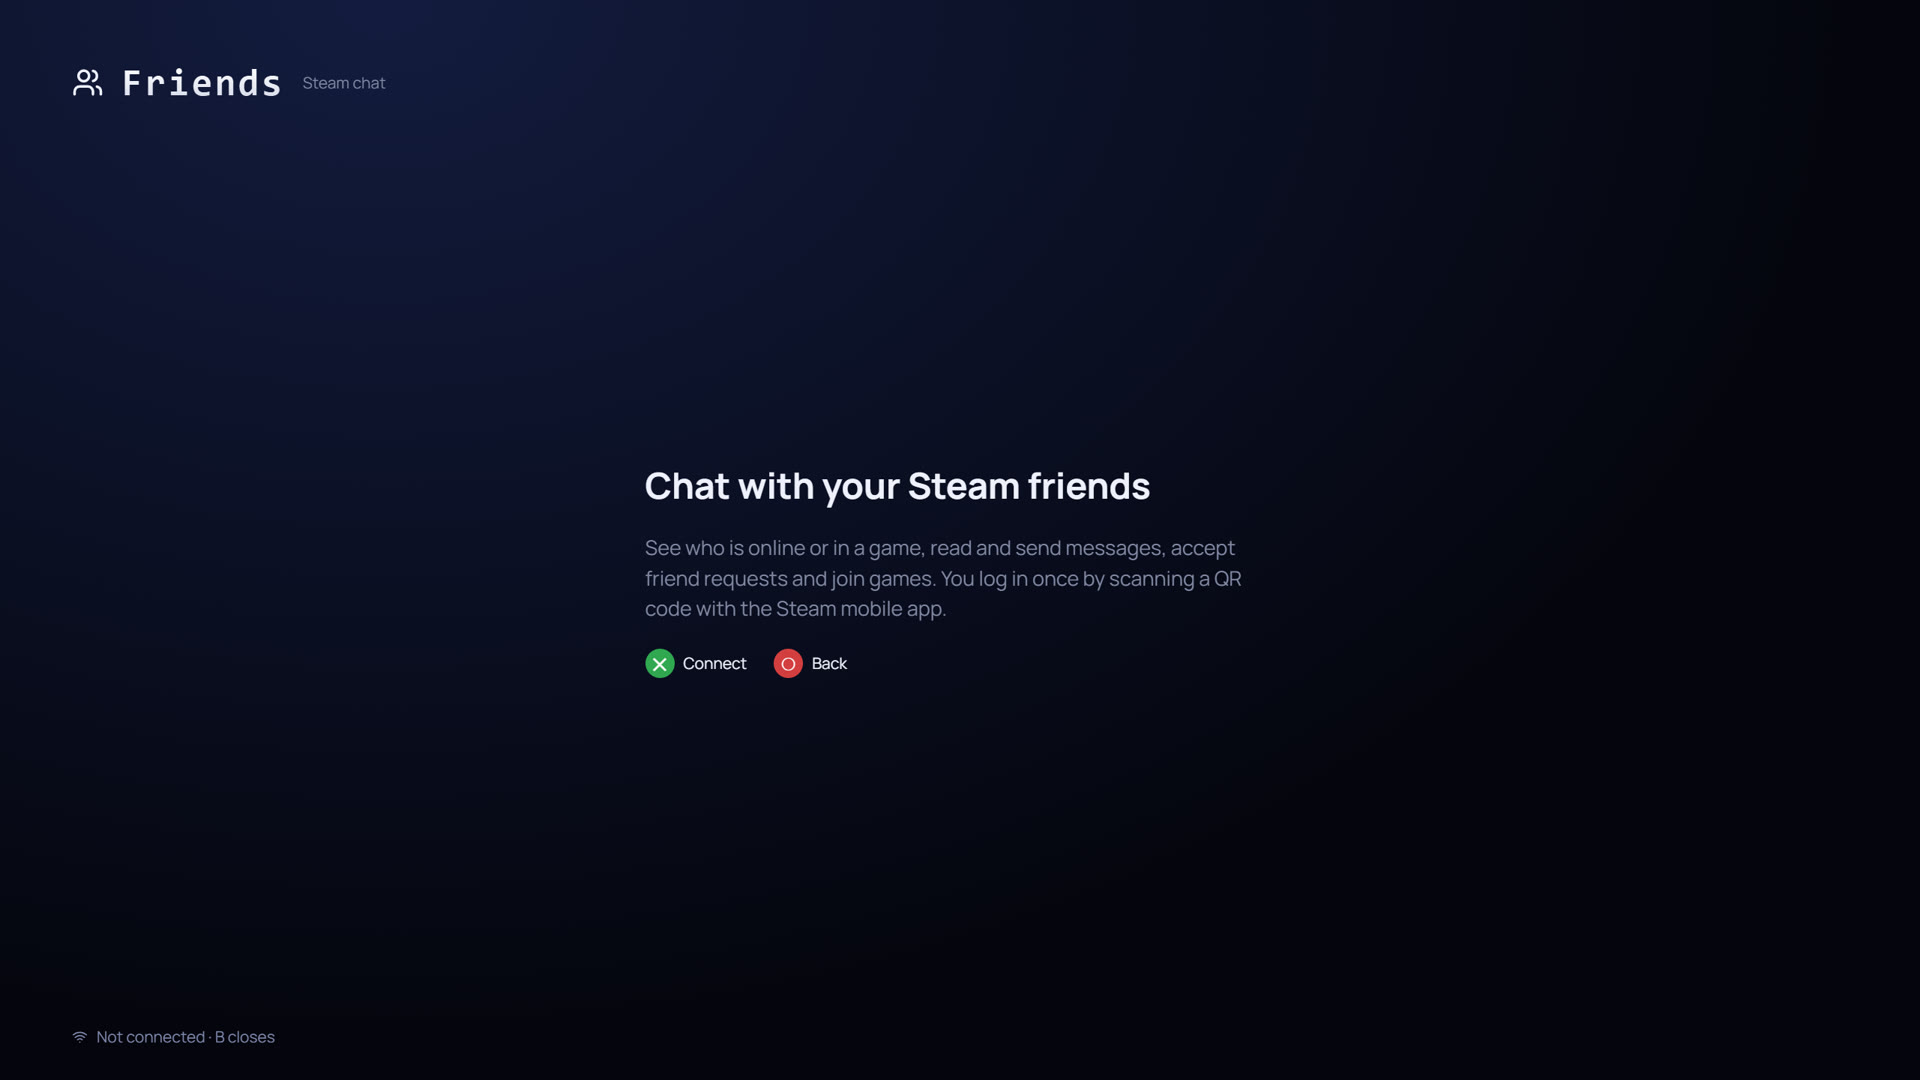 Friends Steam chat
Chat with your Steam friends
See who is online or in a game, read and send messages, accept
friend requests and join games. You log in once by scanning a QR
code with the Steam mobile app.
Connect Back
Not connected · B closes